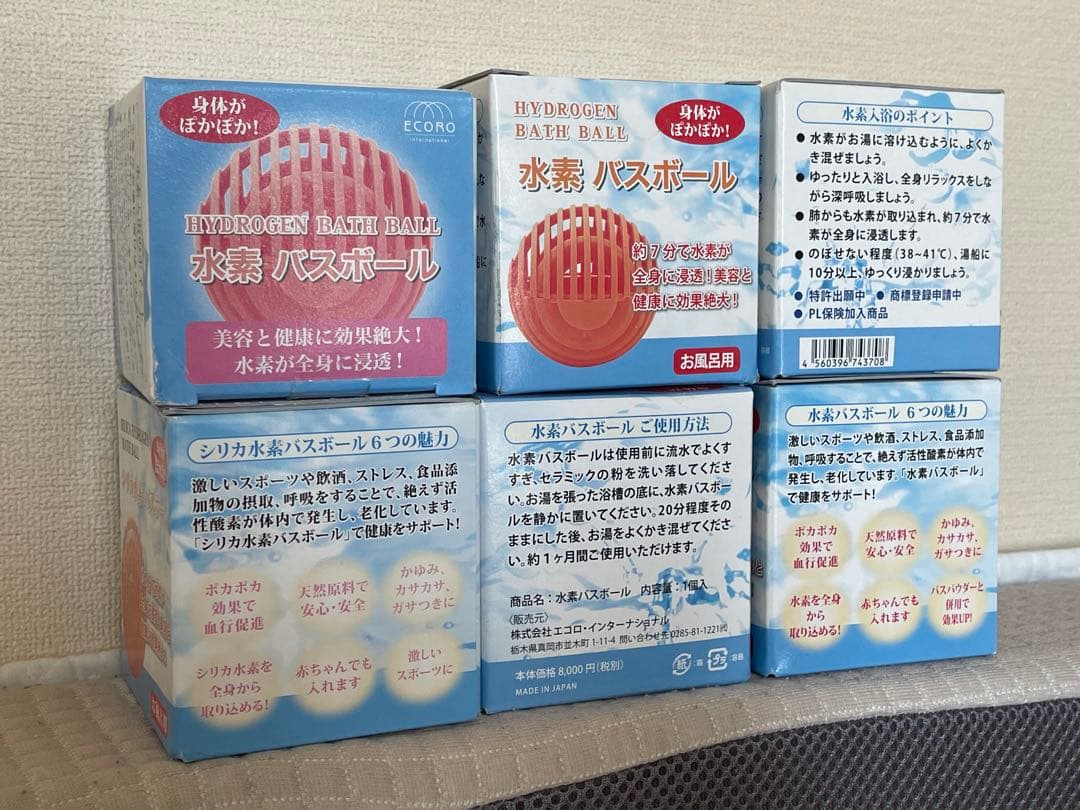 身体が
ぽかぽか!
ECORO
international
HYDROGEN BATH BALL
水素 バスボール
美容と健康に効果絶大!
水素が全身に浸透!
HYDROGEN
BATH BALL
身体が
ぽかぽか!
水素 バスボール
約7分で水素が
全身に浸透!美容と
健康に効果絶大!
お風呂用
水素入浴のポイント
● 水素がお湯に溶け込むように、よくか
き混ぜましょう。
● ゆったりと入浴し、全身リラックスをしな
がら深呼吸しましょう。
● 肺からも水素が取り込まれ、約7分で水
素が全身に浸透します。
● のぼせない程度(38~41℃)、湯船に
10分以上、ゆっくり浸かりましょう。
● 特許出願中 ● 商標登録申請中
● PL保険加入商品
4 560396 743708
シリカ水素バスボール6つの魅力
激しいスポーツや飲酒、ストレス、食品添
加物の摂取、呼吸をすることで、絶えず活
性酸素が体内で発生し、老化しています。
「シリカ水素バスボール」で健康をサポート!
ポカポカ
効果で
血行促進
天然原料で
安心・安全
かゆみ、
カサカサ、
ガサつきに
シリカ水素を
全身から
取り込める!
赤ちゃんでも
入れます
激しい
スポーツに
水素バスボール ご使用方法
水素バスボールは使用前に流水でよくす
すぎ、セラミックの粉を洗い落してくださ
い。お湯を張った浴槽の底に、水素バスボー
ルを静かに置いてください。20分程度その
ままにした後、お湯をよくかき混ぜてくださ
い。約1ヶ月間ご使用いただけます。
商品名:水素バスボール 内容量:1個入
〈販売元〉
株式会社エコロ・インターナショナル
栃木県真岡市並木町1-11-4 問い合わせ先 0285-81-1221代
本体価格 8,000円(税別)
MADE IN JAPAN
紙
:箱
プラ
:容器
水素バスボール 6つの魅力
激しいスポーツや飲酒、ストレス、食品添加
物、呼吸することで、絶えず活性酸素が体内で
発生し、老化しています。「水素バスボール」
で健康をサポート!
ポカポカ
効果で
血行促進
天然原料で
安心・安全
かゆみ、
カサカサ、
ガサつきに
水素を全身
から
取り込める!
赤ちゃんでも
入れます
バスパウダーと
併用で
効果UP!